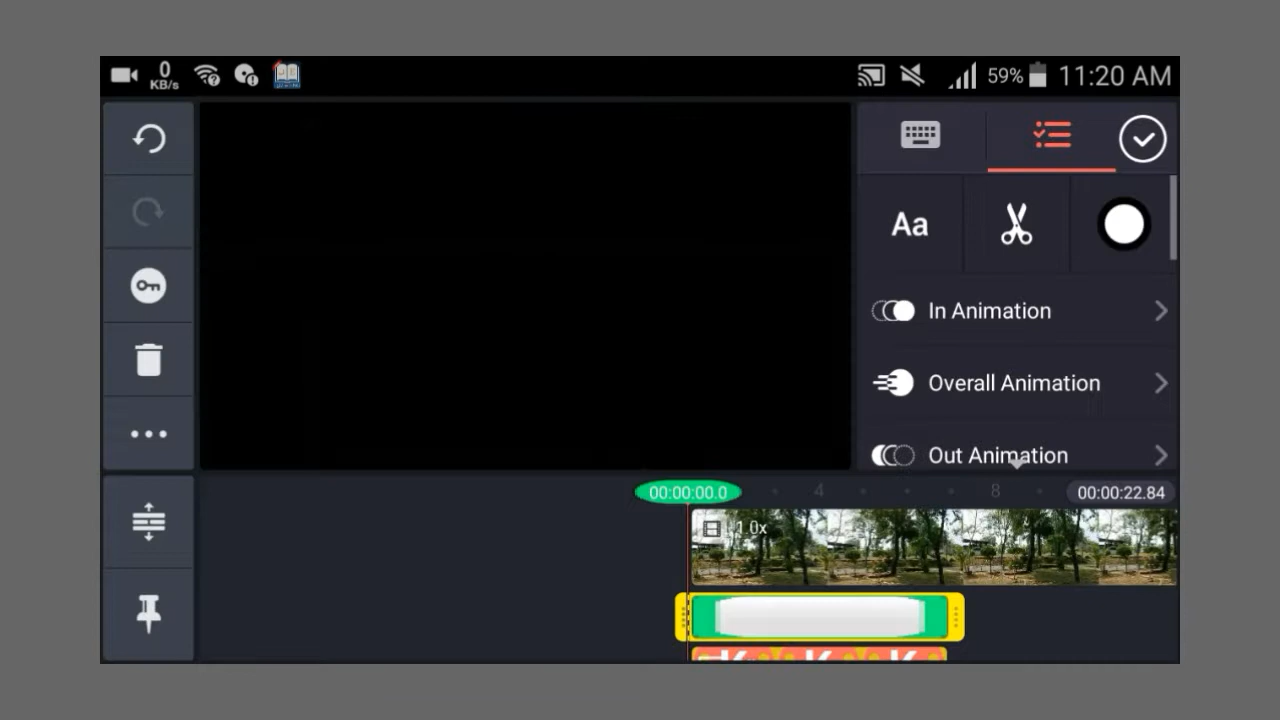 0
KB/s
59% 11:20 AM
Aa
In Animation
Overall Animation
Out Animation
00:00:00.0 4 8 00:00:22.84
1.0x